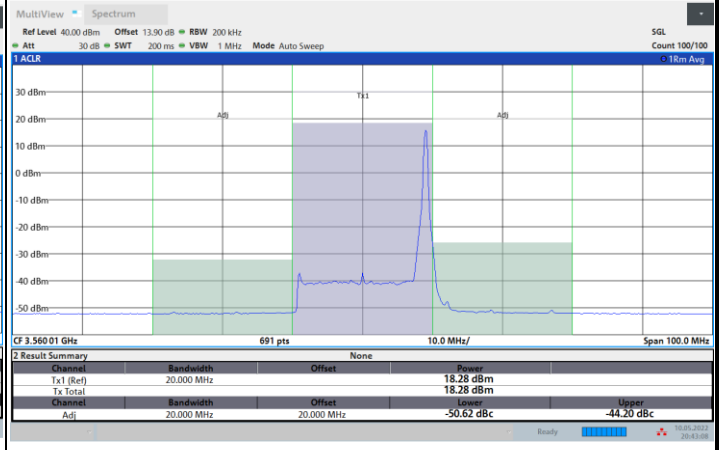 MultiView Spectrum
Ref Level 40.00 dBm Offset 13.90 dB RBW 200 kHz SGL
Att 30 dB SWT 200 ms VBW 1 MHz Mode Auto Sweep Count 100/100
1 ACLR 1Rm Avg
30 dBm
Tx1
20 dBm
Adj Adj
10 dBm
0 dBm
-10 dBm
-20 dBm
-30 dBm
-40 dBm
-50 dBm
CF 3.560 01 GHz 691 pts 10.0 MHz/ Span 100.0 MHz
2 Result Summary None
Channel Bandwidth Offset Power
Tx1 (Ref) 20.000 MHz 18.28 dBm
Tx Total 18.28 dBm
Channel Bandwidth Offset Lower Upper
Adj 20.000 MHz 20.000 MHz -50.62 dBc -44.20 dBc
Ready 10.05.2022
20:43:08